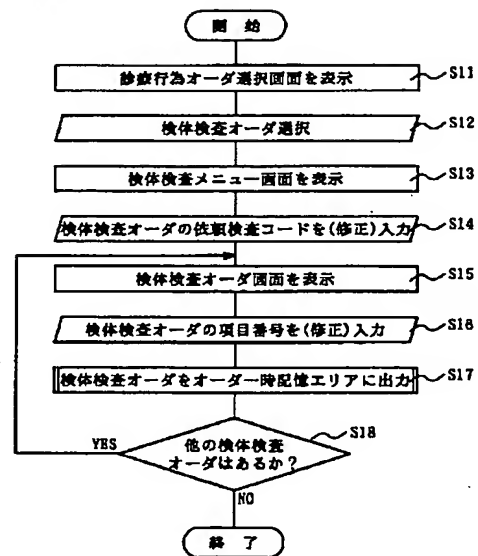 開始
診療行為オーダ選択画面を表示
S11
検体検査オーダ選択
S12
検体検査メニュー画面を表示
S13
検体検査オーダの依頼検査コードを(修正)入力
S14
検体検査オーダ画面を表示
S15
検体検査オーダの項目番号を(修正)入力
S16
検体検査オーダをオーダ一時記憶エリアに出力
S17
他の検体検査
オーダはあるか?
S18
YES
NO
終了